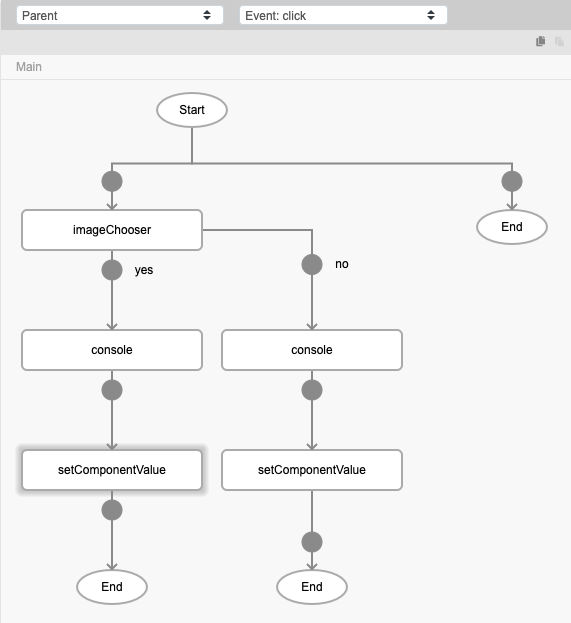 Parent
Event: click
Main
Start
End
imageChooser
yes
no
console
console
setComponentValue
setComponentValue
End
End